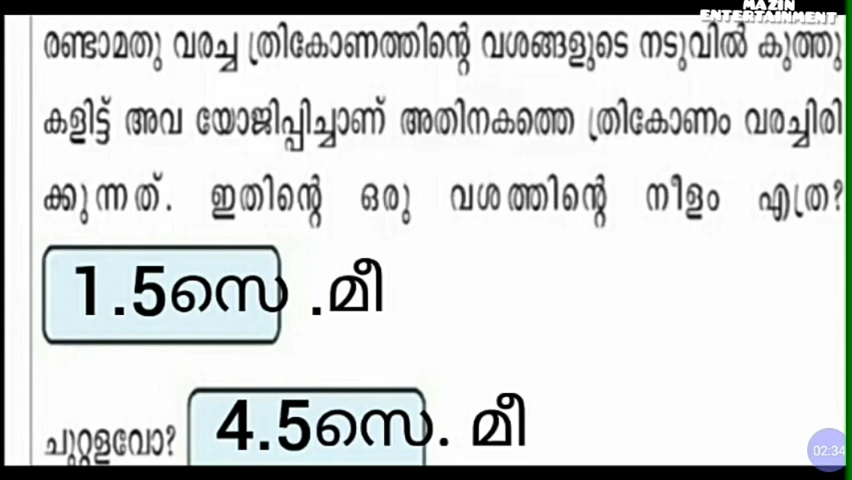 MAZIN
ENTERTAINMENT
രണ്ടാമതു വരച്ച ത്രികോണത്തിന്റെ വശങ്ങളുടെ നടുവിൽ കുത്തു
കളിട്ട് അവ യോജിപ്പിച്ചാണ് അതിനകത്തെ ത്രികോണം വരച്ചിരി
ക്കുന്നത്. ഇതിന്റെ ഒരു വശത്തിന്റെ നീളം എത്ര?
1.5സെ .മീ
ചുറ്റളവോ? 4.5സെ. മീ
02:34